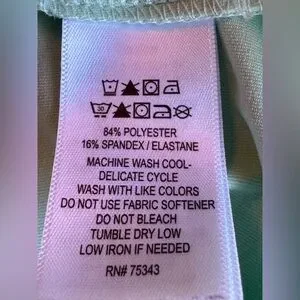 30
84% POLYESTER
16% SPANDEX / ELASTANE
MACHINE WASH COOL-
DELICATE CYCLE
WASH WITH LIKE COLORS
DO NOT USE FABRIC SOFTENER
DO NOT BLEACH
TUMBLE DRY LOW
LOW IRON IF NEEDED
RN# 75343